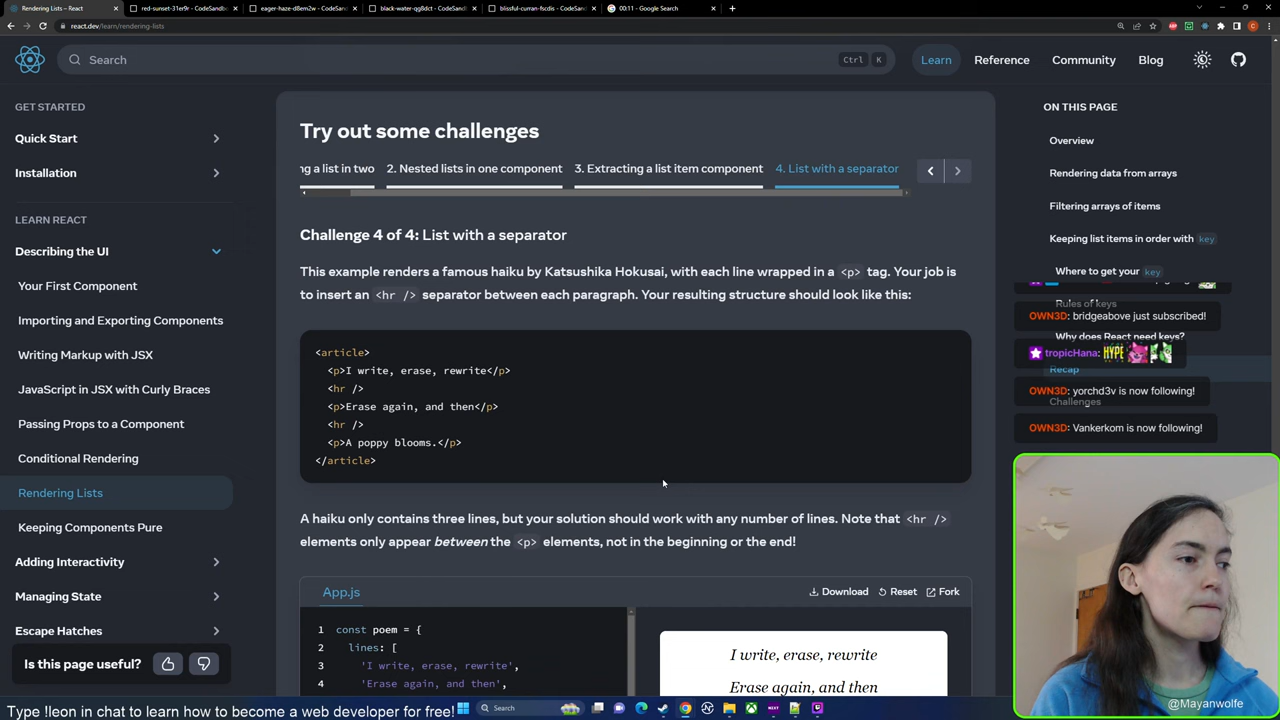 Rendering Lists – React
red-sunset-31er9r - CodeSandb
eager-haze-d8em2w - CodeSan
black-water-qg8dct - CodeSan
blissful-curran-fscdis - CodeSan
00:11 - Google Search
react.dev/learn/rendering-lists
Search
Ctrl K
Learn
Reference
Community
Blog
GET STARTED
Quick Start
Installation
LEARN REACT
Describing the UI
Your First Component
Importing and Exporting Components
Writing Markup with JSX
JavaScript in JSX with Curly Braces
Passing Props to a Component
Conditional Rendering
Rendering Lists
Keeping Components Pure
Adding Interactivity
Managing State
Escape Hatches
Is this page useful?
Try out some challenges
ng a list in two
2. Nested lists in one component
3. Extracting a list item component
4. List with a separator
Challenge 4 of 4: List with a separator
This example renders a famous haiku by Katsushika Hokusai, with each line wrapped in a <p> tag. Your job is
to insert an <hr /> separator between each paragraph. Your resulting structure should look like this:
<article>
<p>I write, erase, rewrite</p>
<hr />
<p>Erase again, and then</p>
<hr />
<p>A poppy blooms.</p>
</article>
A haiku only contains three lines, but your solution should work with any number of lines. Note that <hr />
elements only appear between the <p> elements, not in the beginning or the end!
App.js
Download
Reset
Fork
1 const poem = {
2 lines: [
3 'I write, erase, rewrite',
4 'Erase again, and then',
I write, erase, rewrite
Erase again, and then
ON THIS PAGE
Overview
Rendering data from arrays
Filtering arrays of items
Keeping list items in order with key
Where to get your key
Rules of keys
OWN3D: bridgeabove just subscribed!
Why does React need keys?
tropicHana: HYPE
Recap
OWN3D: yorchd3v is now following!
Challenges
OWN3D: Vankerkom is now following!
@Mayanwolfe
Type !leon in chat to learn how to become a web developer for free!
Search